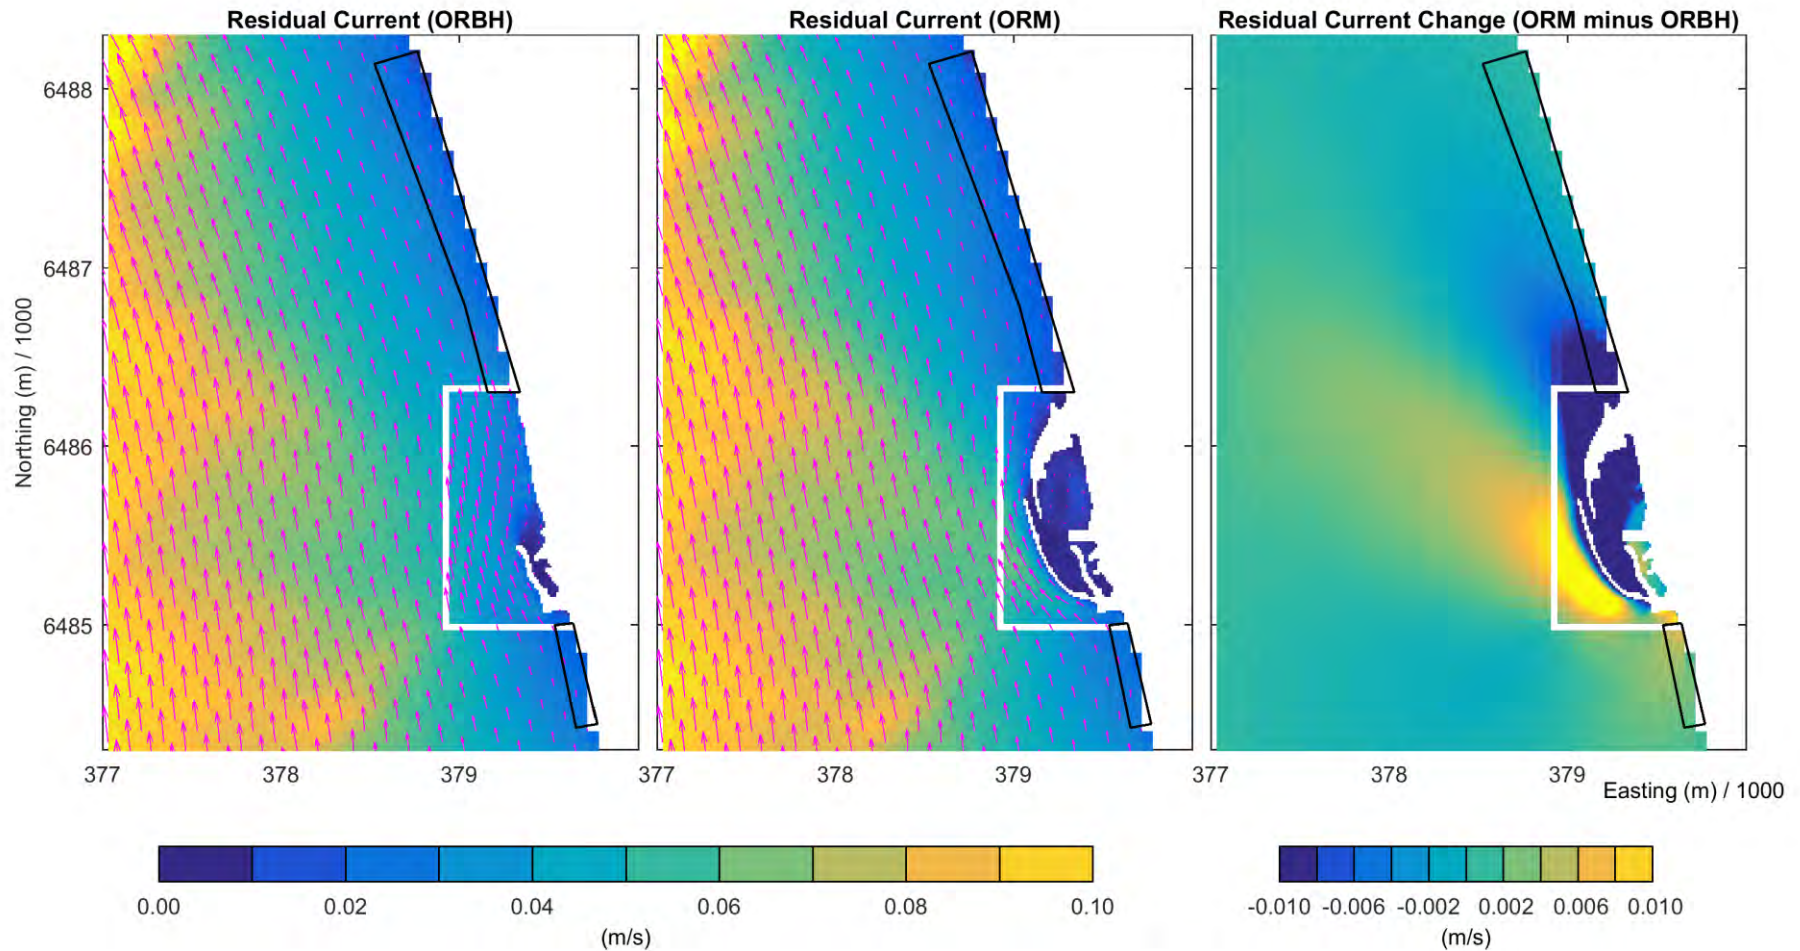 Residual Current (ORBH)
Residual Current (ORM)
Residual Current Change (ORM minus ORBH)
6488
6487
6486
6485
Northing (m) / 1000
377 378 379
377 378 379
377 378 379
Easting (m) / 1000
0.00 0.02 0.04 0.06 0.08 0.10
(m/s)
-0.010 -0.006 -0.002 0.002 0.006 0.010
(m/s)